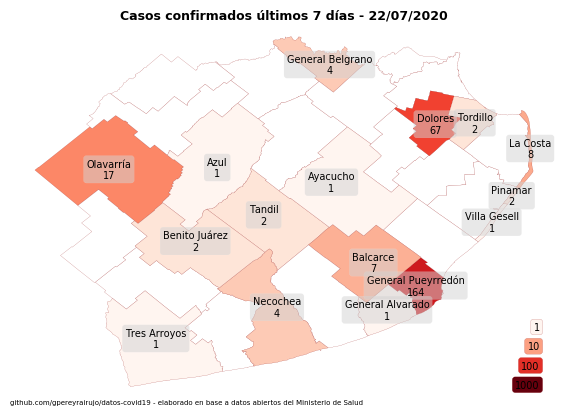 Casos confirmados últimos 7 días - 22/07/2020
General Belgrano
4
Dolores
67
Tordillo
2
La Costa
8
Olavarría
17
Azul
1
Ayacucho
1
Pinamar
2
Villa Gesell
1
Tandil
2
Benito Juárez
2
Balcarce
7
General Pueyrredón
164
Necochea
4
General Alvarado
1
Tres Arroyos
1
1
10
100
1000
github.com/gpereyrairujo/datos-covid19 - elaborado en base a datos abiertos del Ministerio de Salud